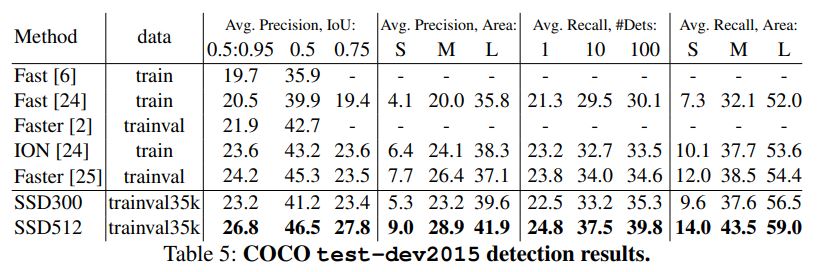 Method data Avg. Precision, IoU: Avg. Precision, Area: Avg. Recall, #Dets: Avg. Recall, Area:
0.5:0.95 0.5 0.75 S M L 1 10 100 S M L
Fast [6] train 19.7 35.9 - - - - - - - - - -
Fast [24] train 20.5 39.9 19.4 4.1 20.0 35.8 21.3 29.5 30.1 7.3 32.1 52.0
Faster [2] trainval 21.9 42.7 - - - - - - - - - -
ION [24] train 23.6 43.2 23.6 6.4 24.1 38.3 23.2 32.7 33.5 10.1 37.7 53.6
Faster [25] trainval 24.2 45.3 23.5 7.7 26.4 37.1 23.8 34.0 34.6 12.0 38.5 54.4
SSD300 trainval35k 23.2 41.2 23.4 5.3 23.2 39.6 22.5 33.2 35.3 9.6 37.6 56.5
SSD512 trainval35k 26.8 46.5 27.8 9.0 28.9 41.9 24.8 37.5 39.8 14.0 43.5 59.0
Table 5: COCO test-dev2015 detection results.